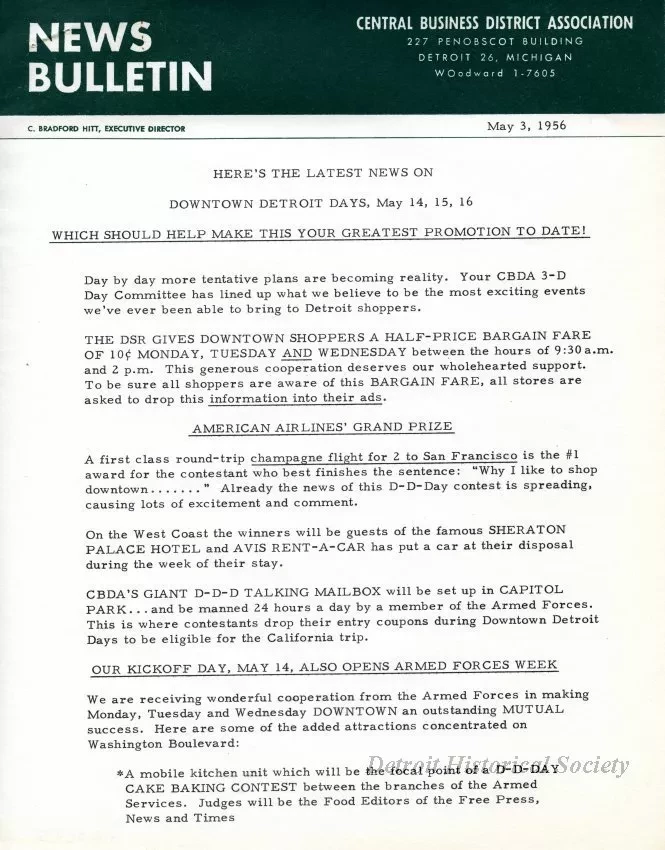 NEWS
BULLETIN
CENTRAL BUSINESS DISTRICT ASSOCIATION
227 PENOBSCOT BUILDING
DETROIT 26, MICHIGAN
WOodward 1-7605
C. BRADFORD HITT, EXECUTIVE DIRECTOR
May 3, 1956
HERE'S THE LATEST NEWS ON
DOWNTOWN DETROIT DAYS, May 14, 15, 16
WHICH SHOULD HELP MAKE THIS YOUR GREATEST PROMOTION TO DATE!
Day by day more tentative plans are becoming reality. Your CBDA 3-D
Day Committee has lined up what we believe to be the most exciting events
we've ever been able to bring to Detroit shoppers.
THE DSR GIVES DOWNTOWN SHOPPERS A HALF-PRICE BARGAIN FARE
OF 10¢ MONDAY, TUESDAY AND WEDNESDAY between the hours of 9:30 a.m.
and 2 p.m. This generous cooperation deserves our wholehearted support.
To be sure all shoppers are aware of this BARGAIN FARE, all stores are
asked to drop this information into their ads.
AMERICAN AIRLINES' GRAND PRIZE
A first class round-trip champagne flight for 2 to San Francisco is the #1
award for the contestant who best finishes the sentence: "Why I like to shop
downtown......." Already the news of this D-D-Day contest is spreading,
causing lots of excitement and comment.
On the West Coast the winners will be guests of the famous SHERATON
PALACE HOTEL and AVIS RENT-A-CAR has put a car at their disposal
during the week of their stay.
CBDA'S GIANT D-D-D TALKING MAILBOX will be set up in CAPITOL
PARK...and be manned 24 hours a day by a member of the Armed Forces.
This is where contestants drop their entry coupons during Downtown Detroit
Days to be eligible for the California trip.
OUR KICKOFF DAY, MAY 14, ALSO OPENS ARMED FORCES WEEK
We are receiving wonderful cooperation from the Armed Forces in making
Monday, Tuesday and Wednesday DOWNTOWN an outstanding MUTUAL
success. Here are some of the added attractions concentrated on
Washington Boulevard:
*A mobile kitchen unit which will be the focal point of a D-D-DAY
CAKE BAKING CONTEST between the branches of the Armed
Services. Judges will be the Food Editors of the Free Press,
News and Times
Detroit Historical Society